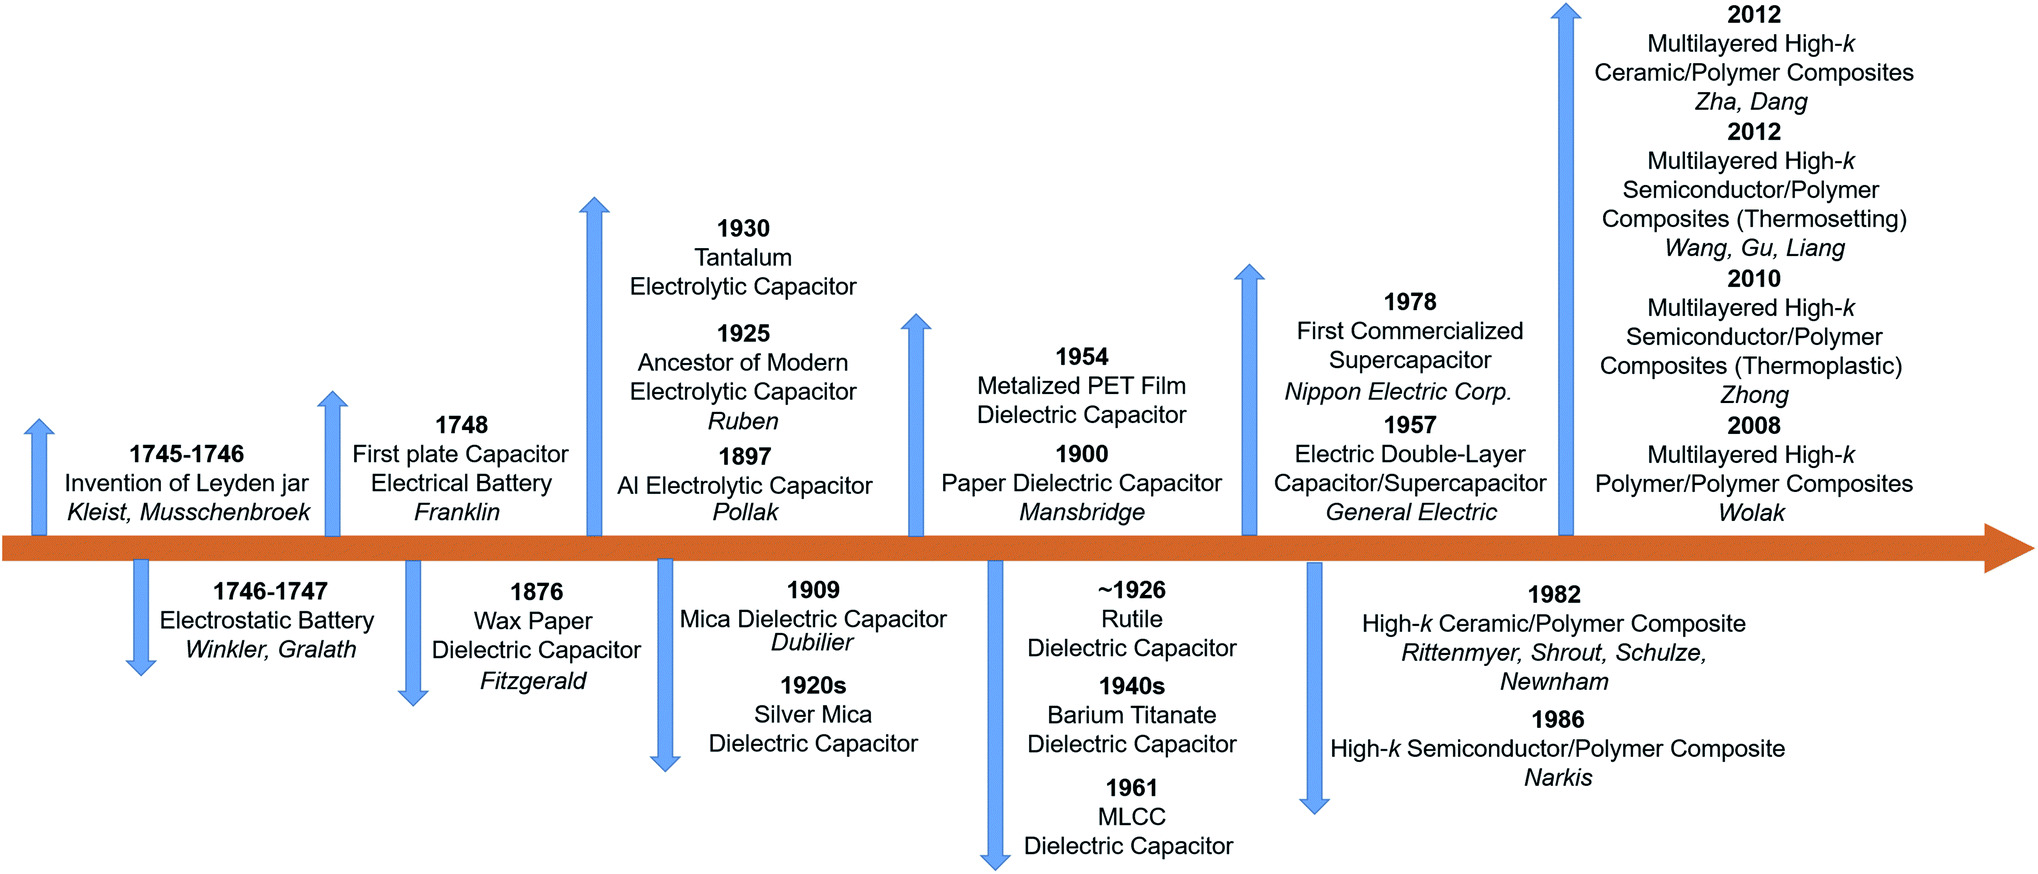 1745-1746
Invention of Leyden jar
Kleist, Musschenbroek
1748
First plate Capacitor
Electrical Battery
Franklin
1930
Tantalum
Electrolytic Capacitor
1925
Ancestor of Modern
Electrolytic Capacitor
Ruben
1897
Al Electrolytic Capacitor
Pollak
1954
Metalized PET Film
Dielectric Capacitor
1900
Paper Dielectric Capacitor
Mansbridge
1978
First Commercialized
Supercapacitor
Nippon Electric Corp.
1957
Electric Double-Layer
Capacitor/Supercapacitor
General Electric
2012
Multilayered High-k
Ceramic/Polymer Composites
Zha, Dang
2012
Multilayered High-k
Semiconductor/Polymer
Composites (Thermosetting)
Wang, Gu, Liang
2010
Multilayered High-k
Semiconductor/Polymer
Composites (Thermoplastic)
Zhong
2008
Multilayered High-k
Polymer/Polymer Composites
Wolak
1746-1747
Electrostatic Battery
Winkler, Gralath
1876
Wax Paper
Dielectric Capacitor
Fitzgerald
1909
Mica Dielectric Capacitor
Dubilier
1920s
Silver Mica
Dielectric Capacitor
~1926
Rutile
Dielectric Capacitor
1940s
Barium Titanate
Dielectric Capacitor
1961
MLCC
Dielectric Capacitor
1982
High-k Ceramic/Polymer Composite
Rittenmyer, Shrout, Schulze,
Newnham
1986
High-k Semiconductor/Polymer Composite
Narkis